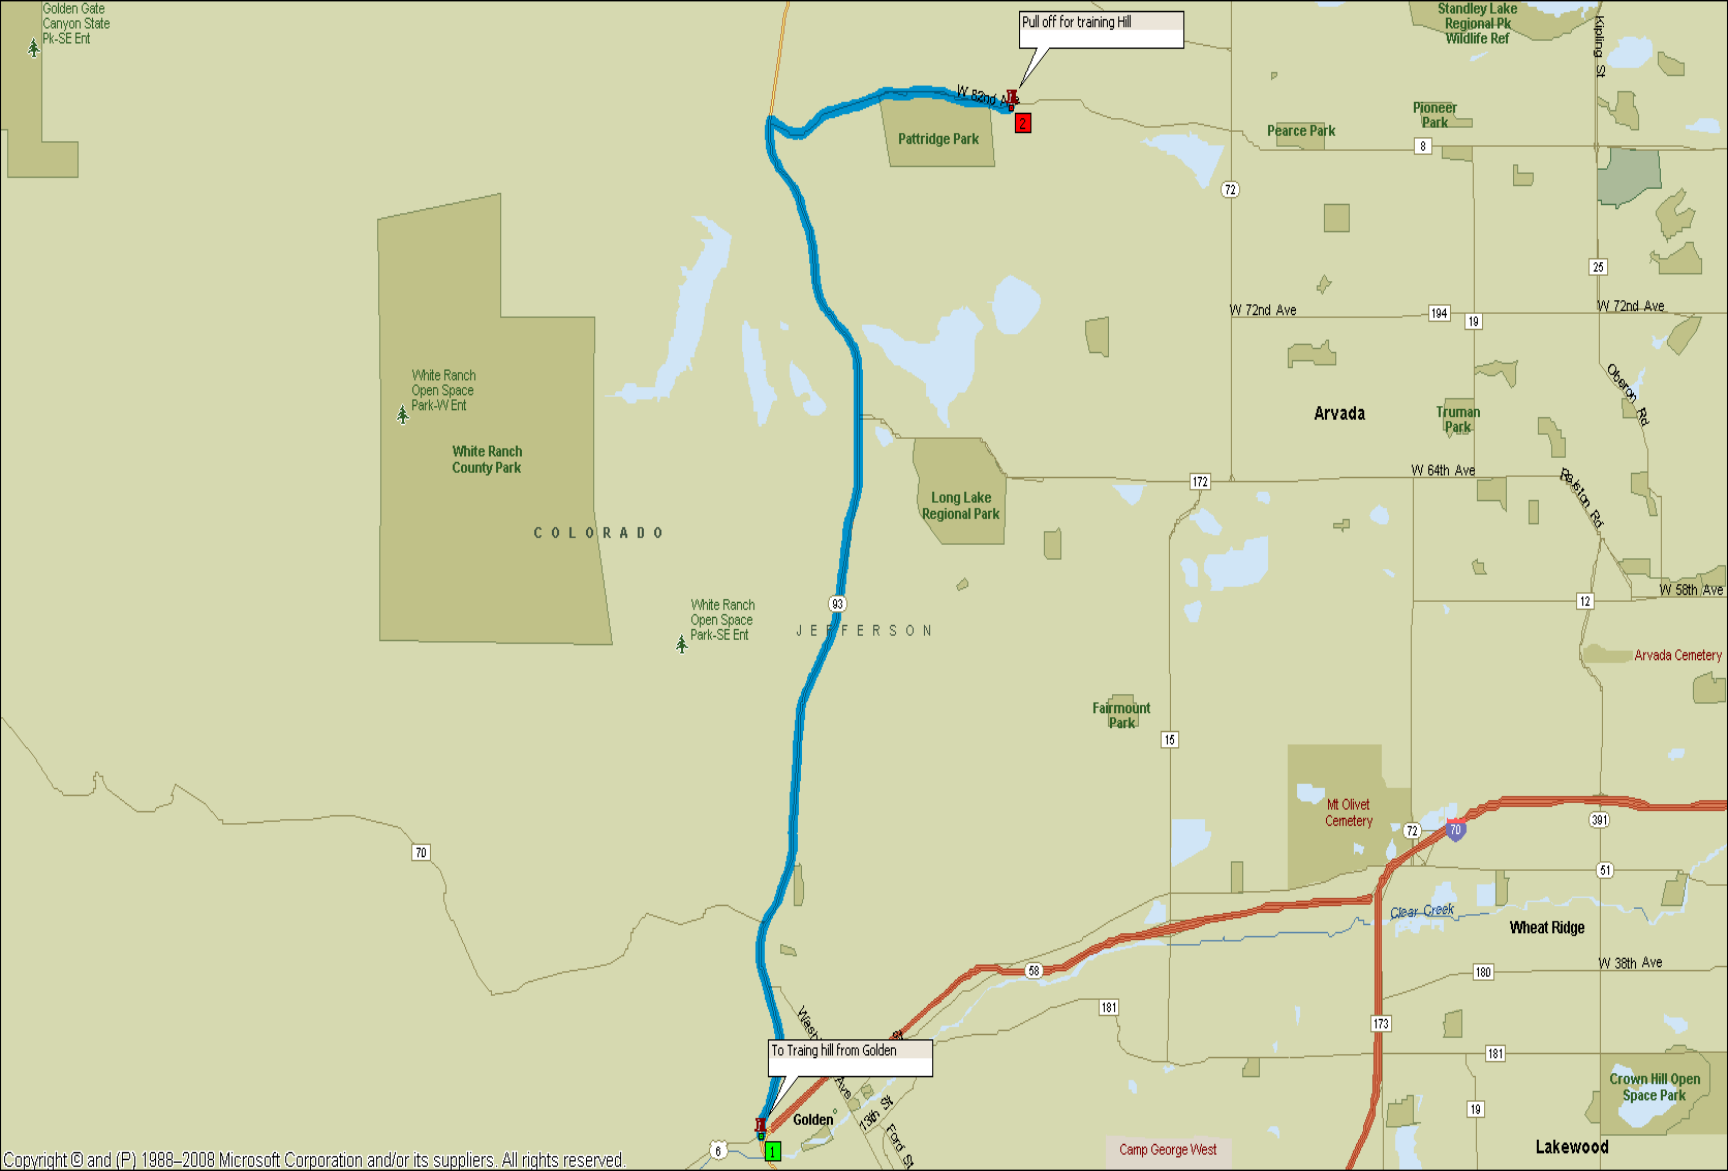 Golden Gate
Canyon State
Pk-SE Ent
Pull off for training Hill
Standley Lake
Regional Pk
Wildlife Ref
Kipling St
W 82nd Ave
2
Pattridge Park
Pearce Park
Pioneer
Park
8
72
25
W 72nd Ave
194
19
W 72nd Ave
White Ranch
Open Space
Park-W Ent
Arvada
Truman
Park
Oberon Rd
White Ranch
County Park
W 64th Ave
172
Long Lake
Regional Park
Ralston Rd
COLORADO
93
White Ranch
Open Space
Park-SE Ent
JEFFERSON
12
W 58th Ave
Arvada Cemetery
Fairmount
Park
15
Mt Olivet
Cemetery
72
70
391
70
51
Clear Creek
Wheat Ridge
58
180
W 38th Ave
181
173
181
To Traing hill from Golden
Ave
St
13th St
Ford St
Golden
Crown Hill Open
Space Park
19
6
1
Camp George West
Lakewood
Copyright © and (P) 1988–2008 Microsoft Corporation and/or its suppliers. All rights reserved.